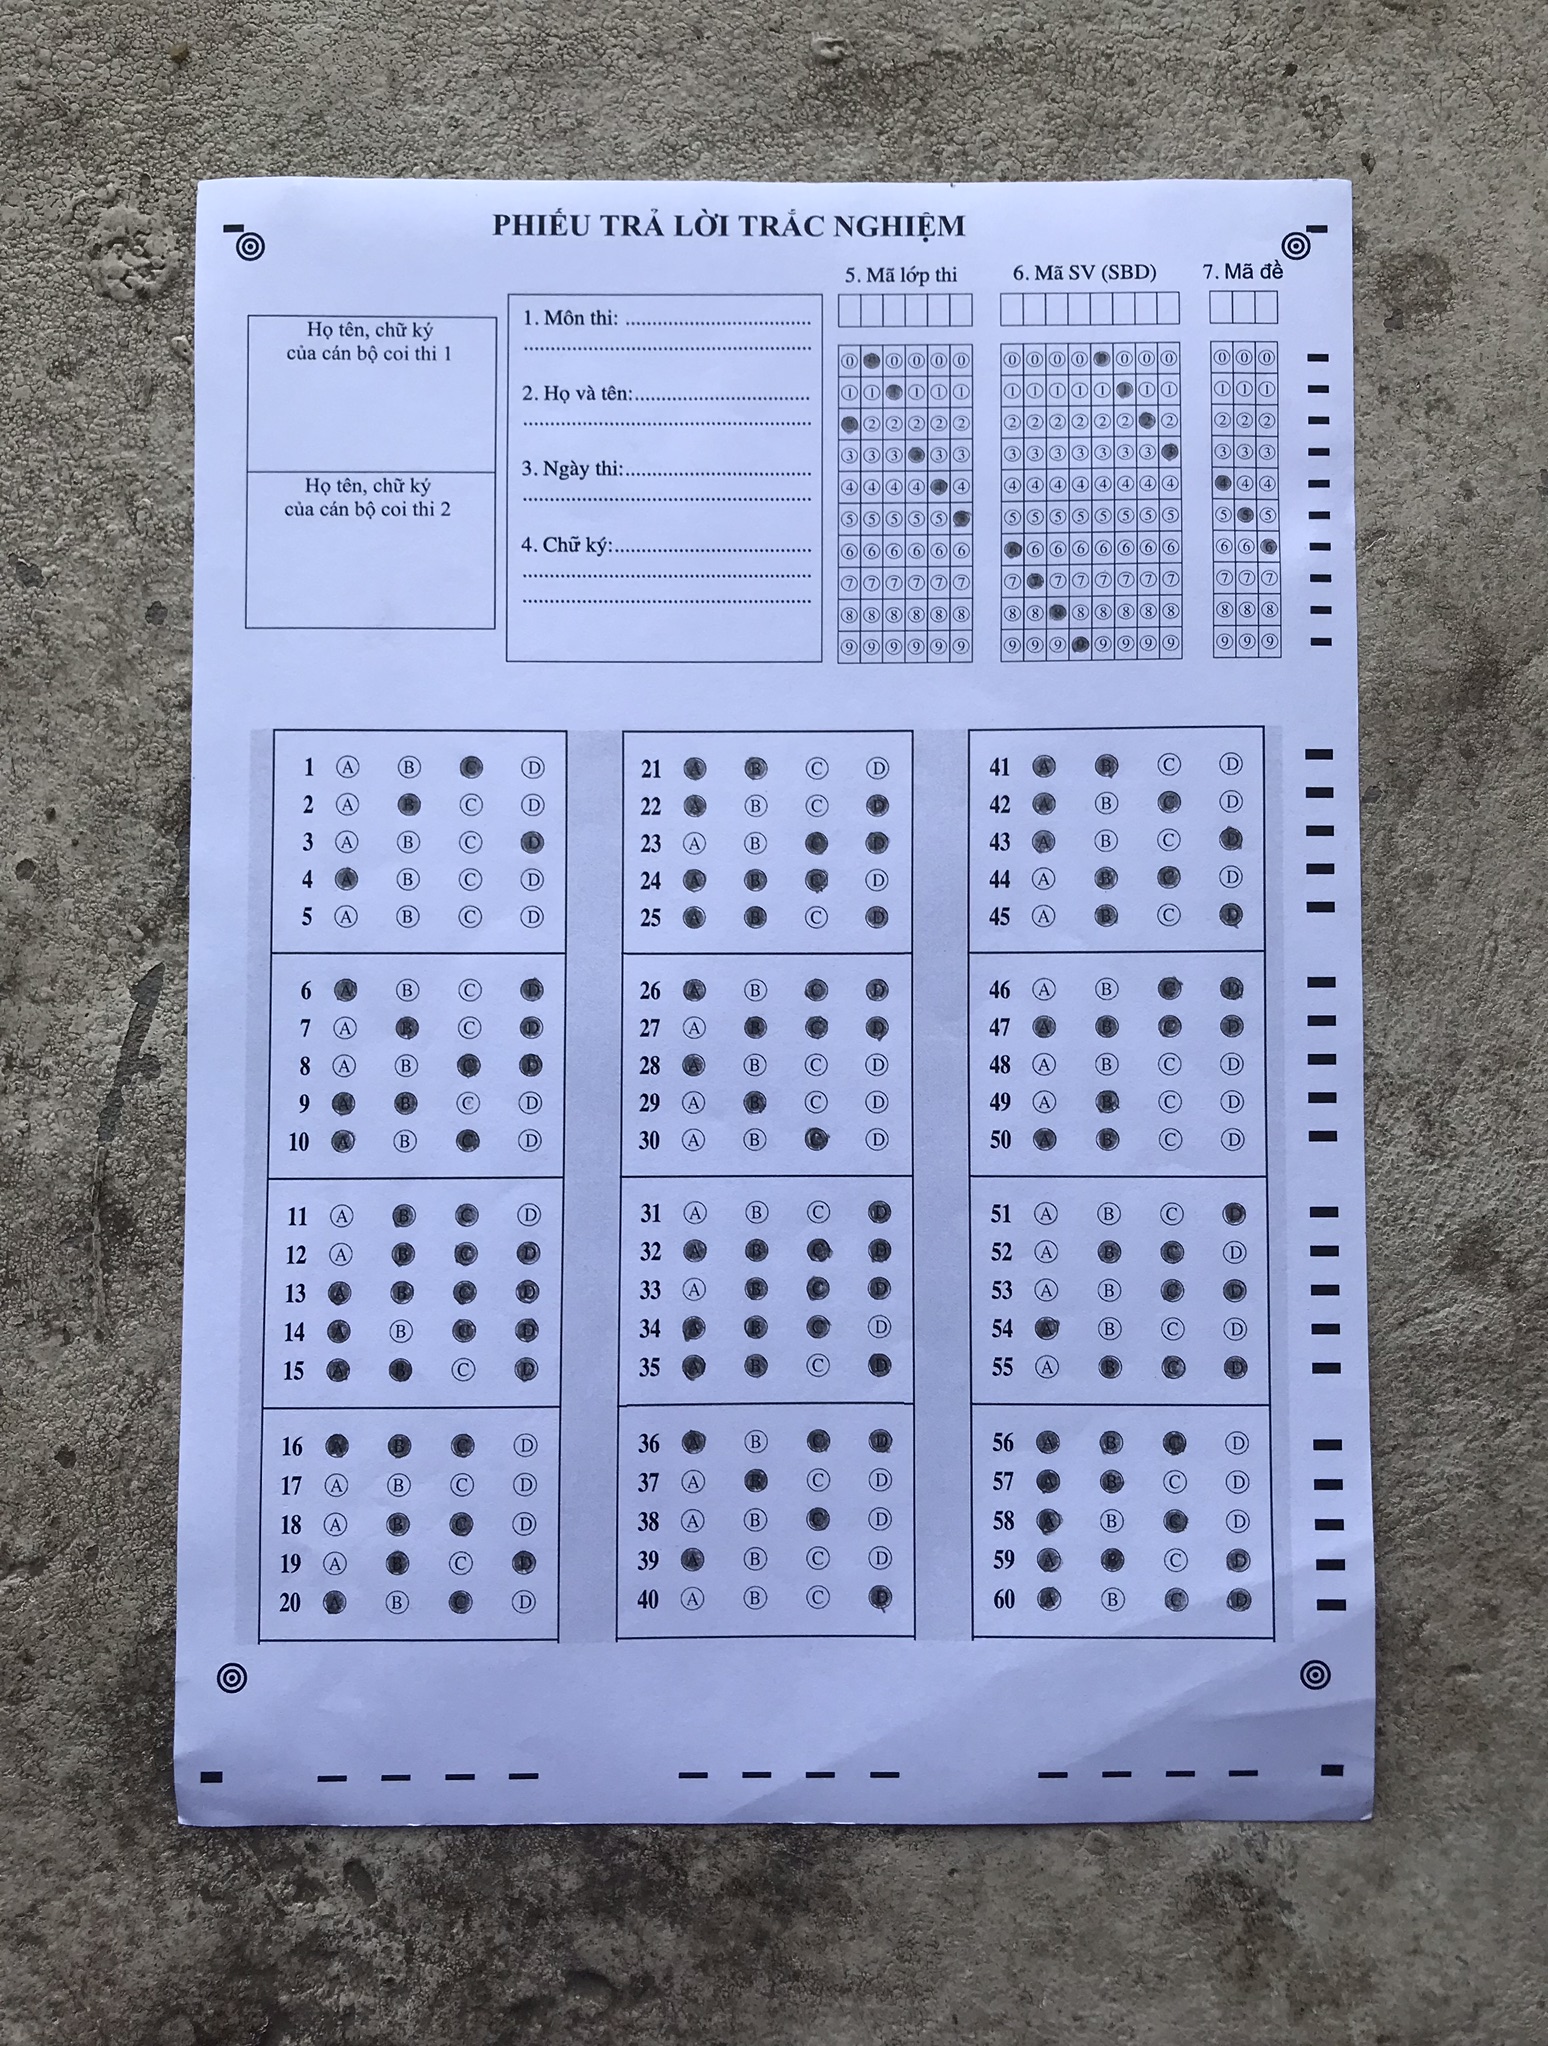 PHIẾU TRẢ LỜI TRẮC NGHIỆM
5. Mã lớp thi 6. Mã SV (SBD) 7. Mã đề
Họ tên, chữ ký
của cán bộ coi thi 1
Họ tên, chữ ký
của cán bộ coi thi 2
1. Môn thi: ....................................
2. Họ và tên:....................................
3. Ngày thi:....................................
4. Chữ ký:....................................
0 0 0 0 0 0 0 0 0 0 0 0 0 0 0 0 0
1 1 1 1 1 1 1 1 1 1 1 1 1 1 1 1 1
2 2 2 2 2 2 2 2 2 2 2 2 2 2 2 2 2
3 3 3 3 3 3 3 3 3 3 3 3 3 3 3 3 3
4 4 4 4 4 4 4 4 4 4 4 4 4 4 4 4 4
5 5 5 5 5 5 5 5 5 5 5 5 5 5 5 5 5
6 6 6 6 6 6 6 6 6 6 6 6 6 6 6 6 6
7 7 7 7 7 7 7 7 7 7 7 7 7 7 7 7 7
8 8 8 8 8 8 8 8 8 8 8 8 8 8 8 8 8
9 9 9 9 9 9 9 9 9 9 9 9 9 9 9 9 9
1 A B C D
2 A B C D
3 A B C D
4 A B C D
5 A B C D
6 A B C D
7 A B C D
8 A B C D
9 A B C D
10 A B C D
11 A B C D
12 A B C D
13 A B C D
14 A B C D
15 A B C D
16 A B C D
17 A B C D
18 A B C D
19 A B C D
20 A B C D
21 A B C D
22 A B C D
23 A B C D
24 A B C D
25 A B C D
26 A B C D
27 A B C D
28 A B C D
29 A B C D
30 A B C D
31 A B C D
32 A B C D
33 A B C D
34 A B C D
35 A B C D
36 A B C D
37 A B C D
38 A B C D
39 A B C D
40 A B C D
41 A B C D
42 A B C D
43 A B C D
44 A B C D
45 A B C D
46 A B C D
47 A B C D
48 A B C D
49 A B C D
50 A B C D
51 A B C D
52 A B C D
53 A B C D
54 A B C D
55 A B C D
56 A B C D
57 A B C D
58 A B C D
59 A B C D
60 A B C D